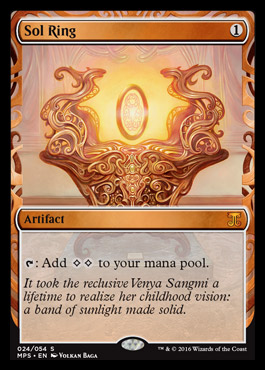 Sol Ring 1
Artifact
: Add to your mana pool.
It took the reclusive Venya Sangmi a
lifetime to realize her childhood vision:
a band of sunlight made solid.
024/054 S
MPS • EN Volkan Baga ™ & © 2016 Wizards of the Coast